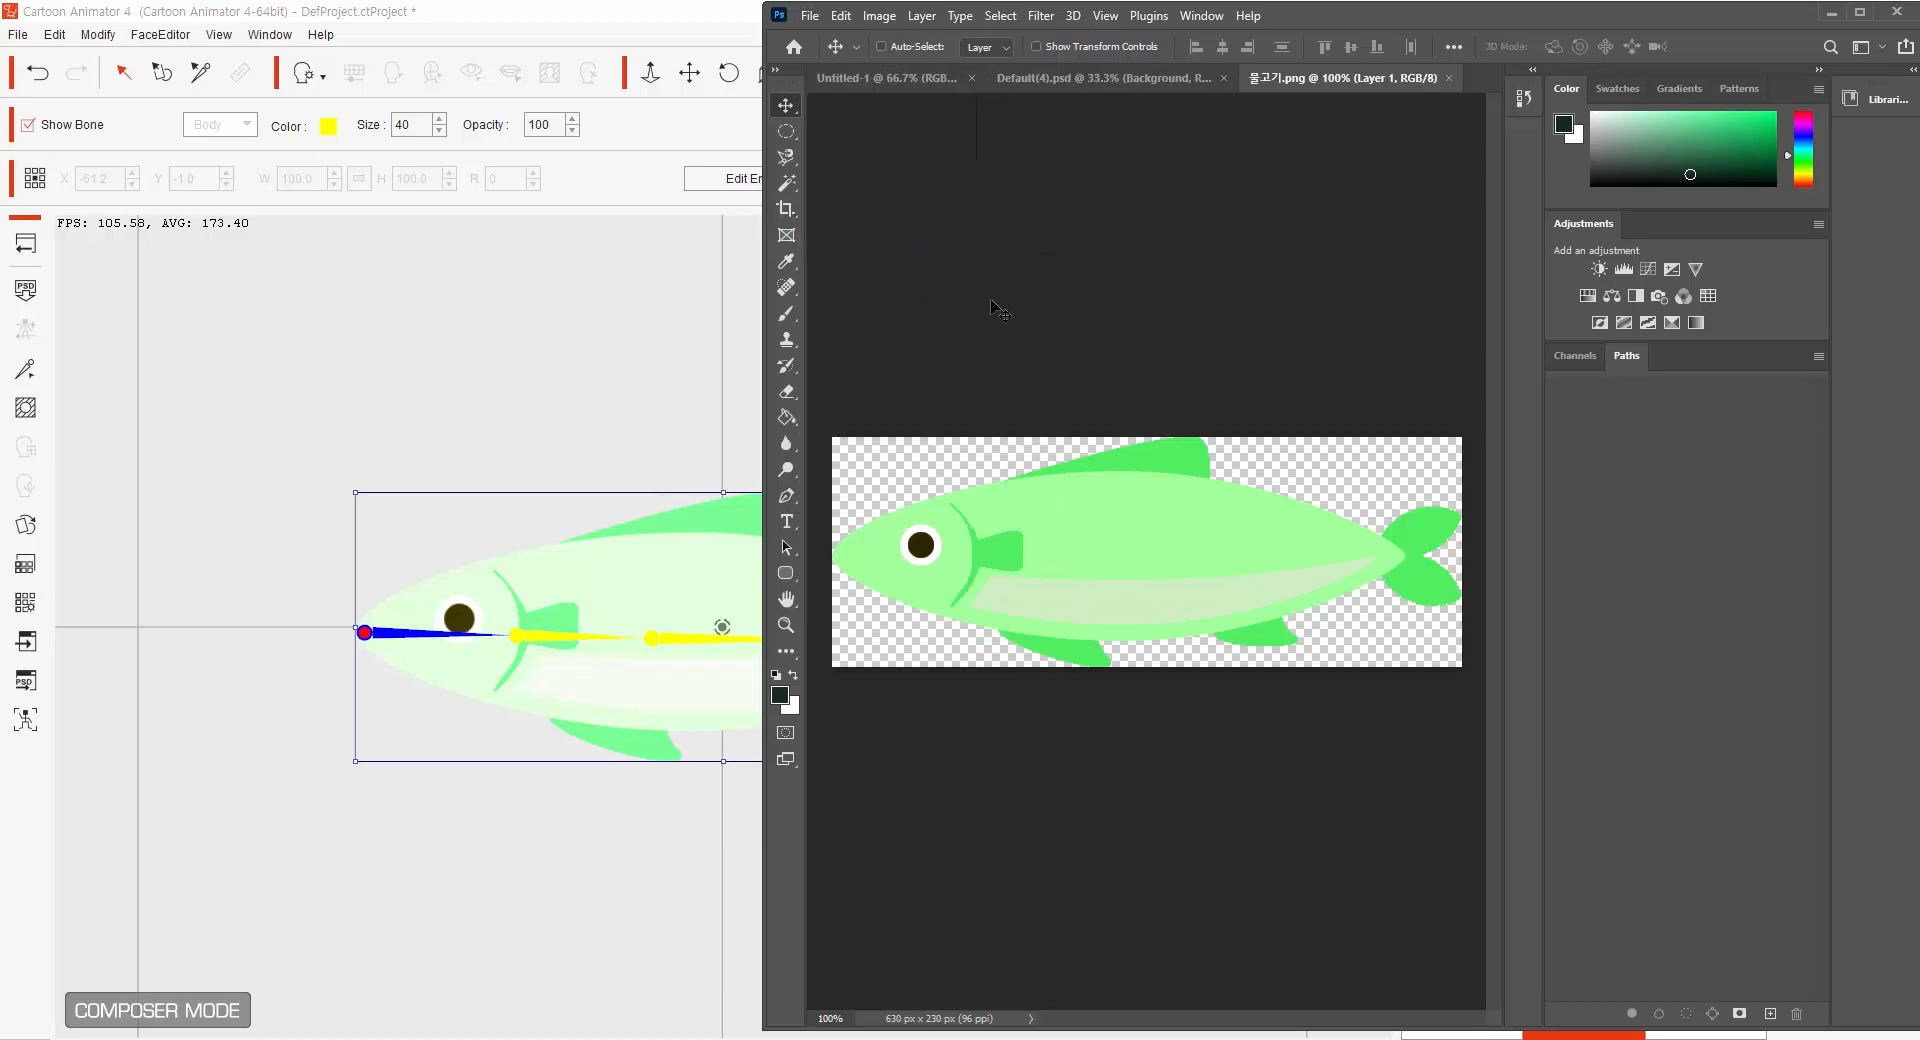 Cartoon Animator 4 (Cartoon Animator 4-64bit) - DefProject.ctProject *
File Edit Modify FaceEditor View Window Help
Show Bone Body Color : Size : 40 Opacity : 100
X -61.2 Y -1.0 W 100.0 H 100.0 R 0
FPS: 105.58, AVG: 173.40
PSD
PSD
COMPOSER MODE
Ps File Edit Image Layer Type Select Filter 3D View Plugins Window Help
Auto-Select: Layer Show Transform Controls 3D Mode:
Untitled-1 @ 66.7% (RGB... × Default(4).psd @ 33.3% (Background, R... × 물고기.png @ 100% (Layer 1, RGB/8) ×
Color Swatches Gradients Patterns
Librari...
Adjustments
Add an adjustment
Channels Paths
100% 630 px x 230 px (96 ppi)